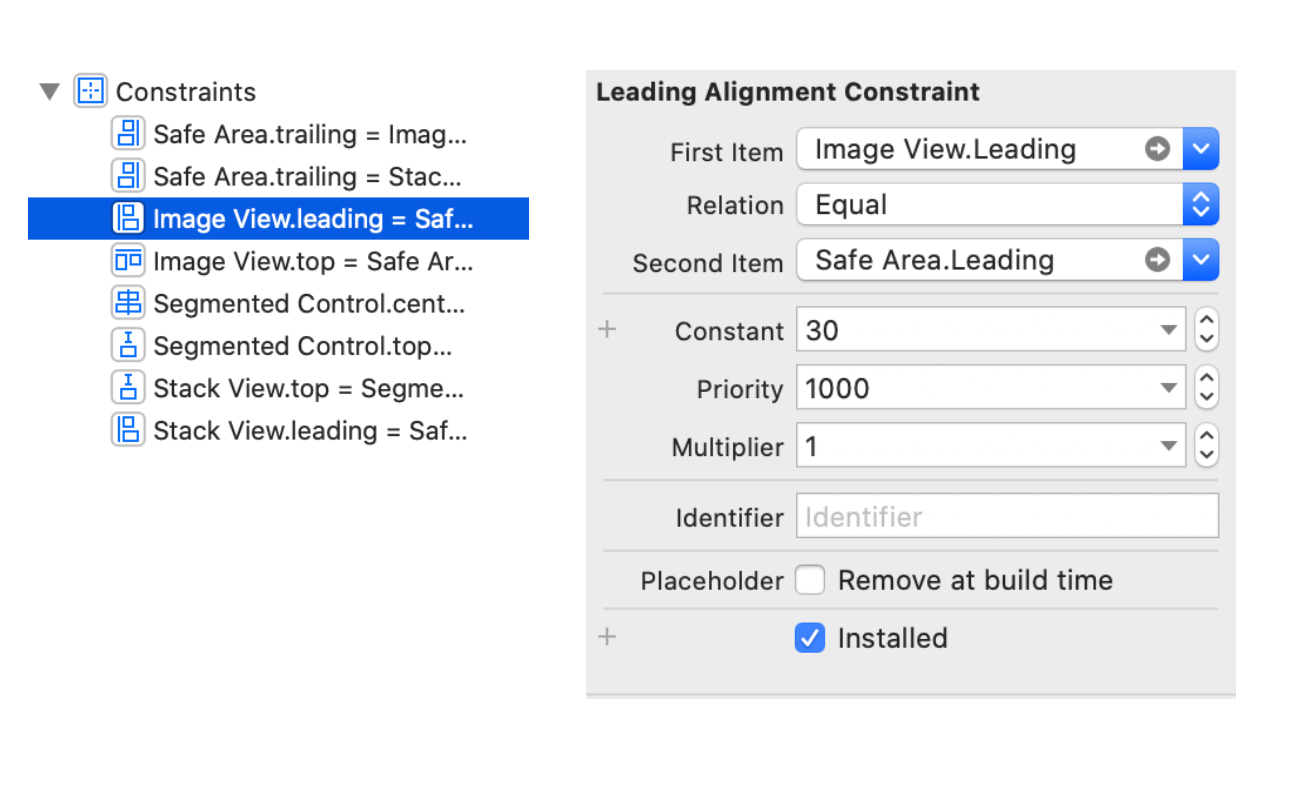 Constraints
Safe Area.trailing = Imag...
Safe Area.trailing = Stac...
Image View.leading = Saf...
Image View.top = Safe Ar...
Segmented Control.cent...
Segmented Control.top...
Stack View.top = Segme...
Stack View.leading = Saf...
Leading Alignment Constraint
First Item Image View.Leading
Relation Equal
Second Item Safe Area.Leading
+ Constant 30
Priority 1000
Multiplier 1
Identifier Identifier
Placeholder Remove at build time
+ Installed